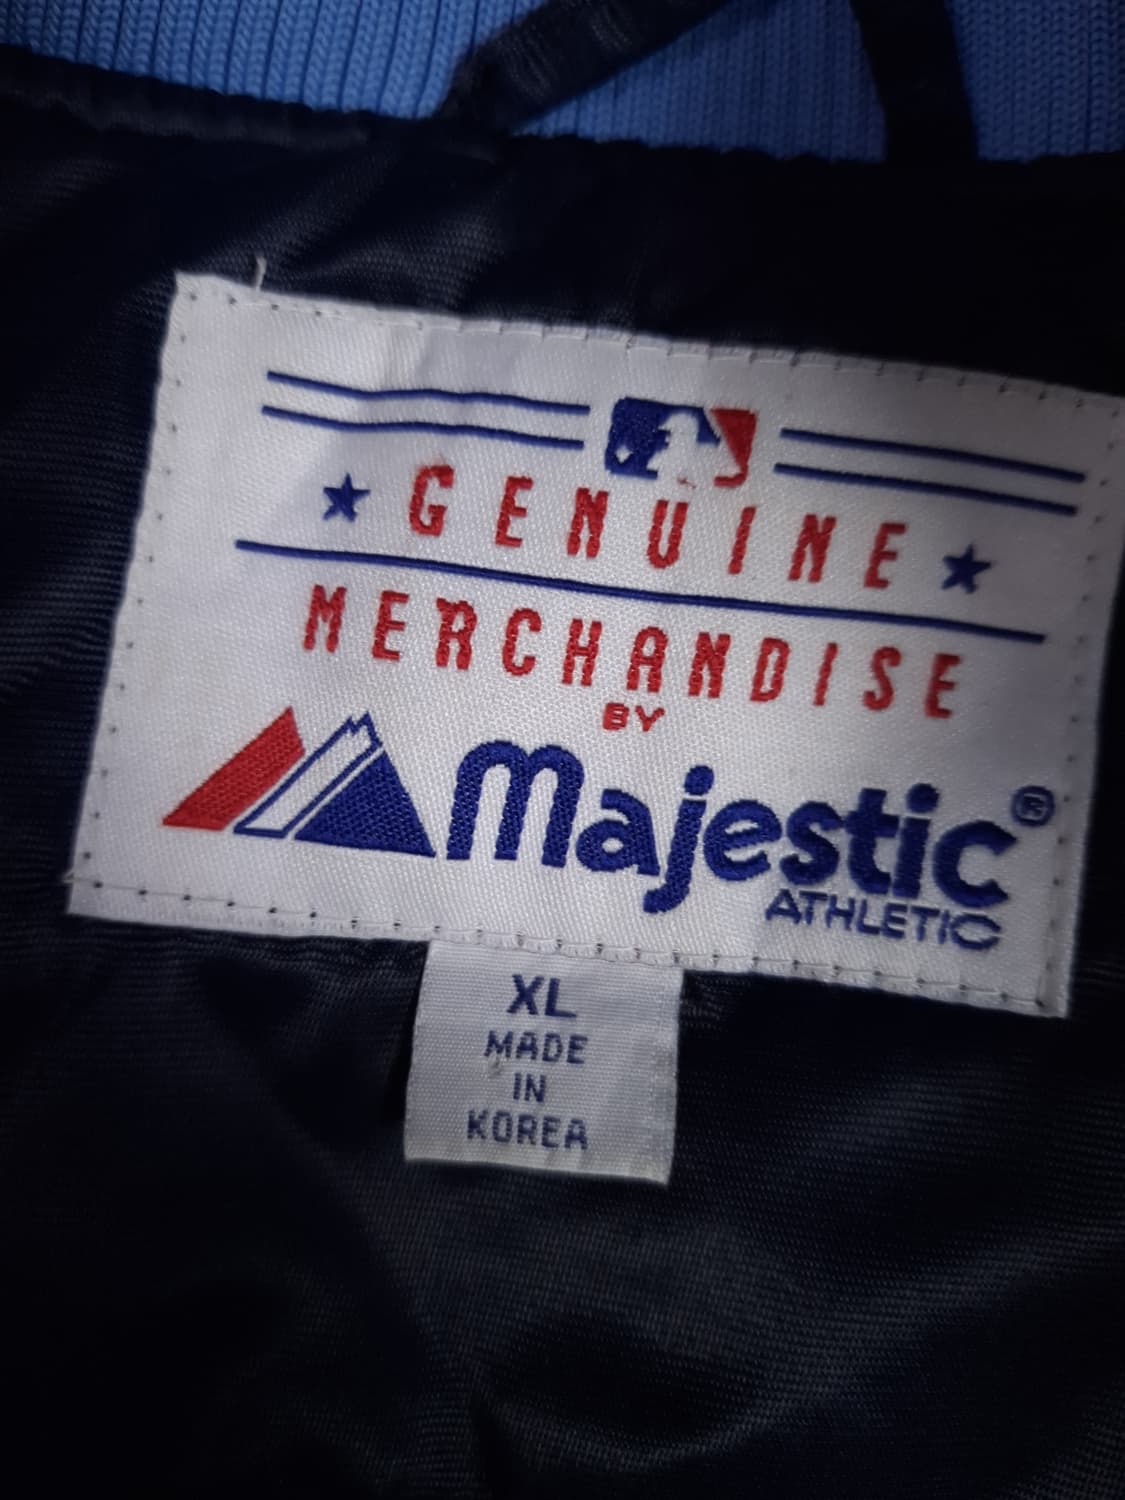 GENUINE
MERCHANDISE
BY
majestic®
ATHLETIC
XL
MADE
IN
KOREA